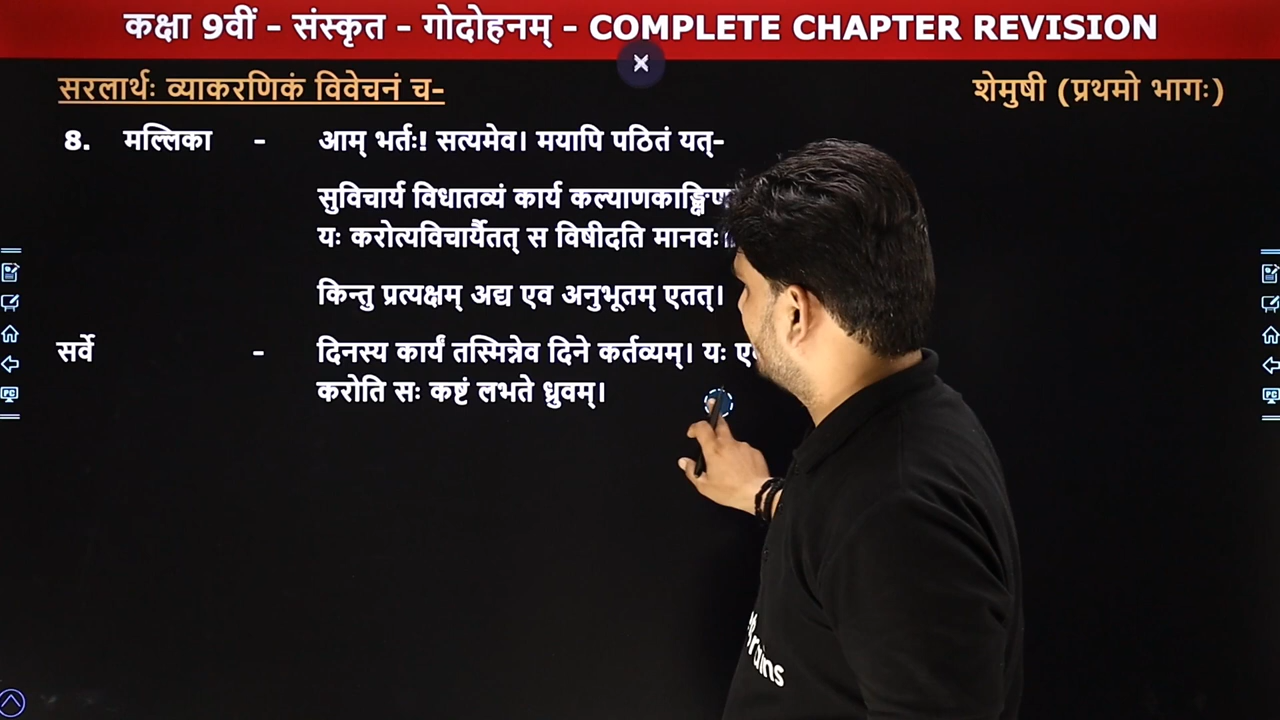 कक्षा 9वीं - संस्कृत - गोदोहनम् - COMPLETE CHAPTER REVISION
सरलार्थः व्याकरणिकं विवेचनं च-
शेमुषी (प्रथमो भागः)
8. मल्लिका - आम् भर्तः! सत्यमेव। मयापि पठितं यत्-
सुविचार्य विधातव्यं कार्यं
यः करोत्यविचार्यैतत् स विषीदति मानवः
किन्तु प्रत्यक्षम् अद्य एव अनुभूतम् एतत्।
सर्वे - दिनस्य कार्यं तस्मिन्नेव दिने कर्तव्यम्। यः
करोति सः कष्टं लभते ध्रुवम्।